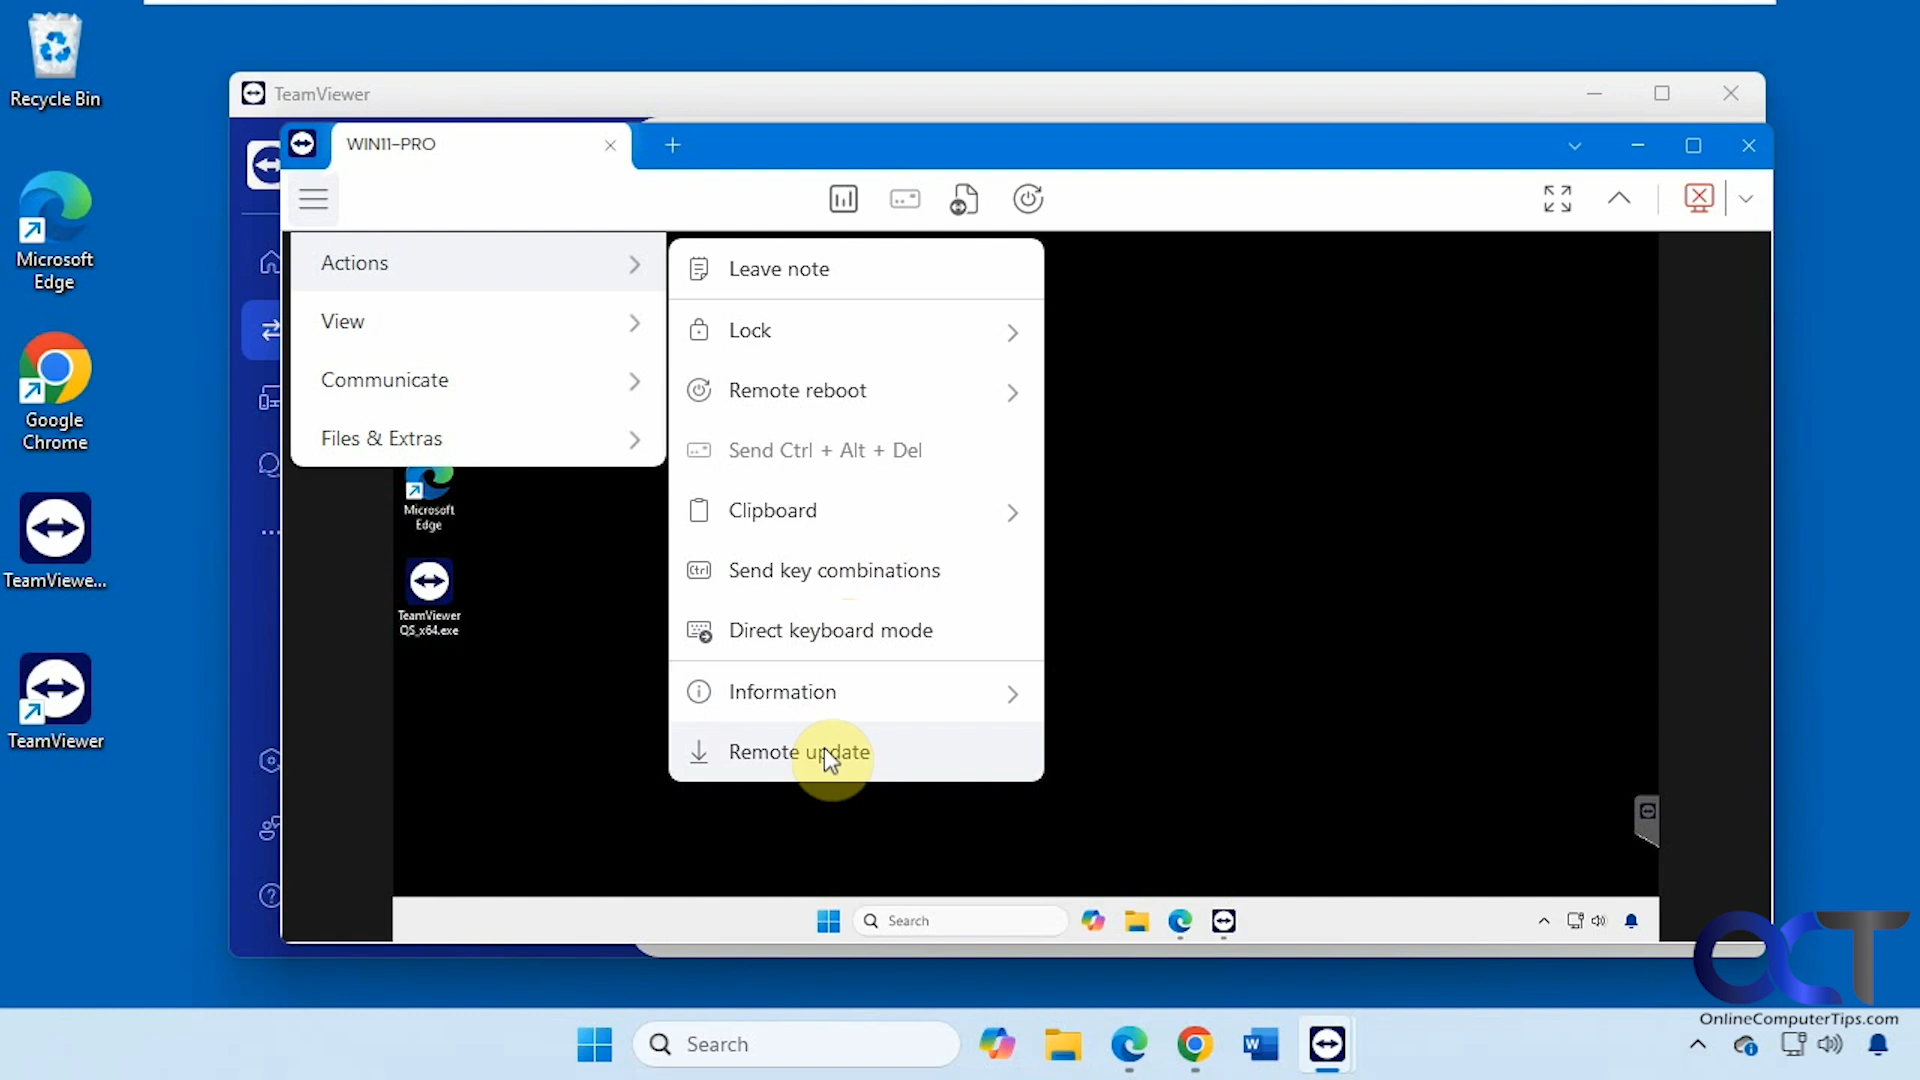 Recycle Bin
TeamViewer
WIN11-PRO
Microsoft
Edge
Actions
View
Communicate
Files & Extras
Leave note
Lock
Remote reboot
Send Ctrl + Alt + Del
Clipboard
Ctrl
Send key combinations
Direct keyboard mode
Information
Remote update
Google
Chrome
TeamViewe...
TeamViewer
Microsoft
Edge
TeamViewer
QS_x64.exe
Search
OCT
OnlineComputerTips.com
Search
W